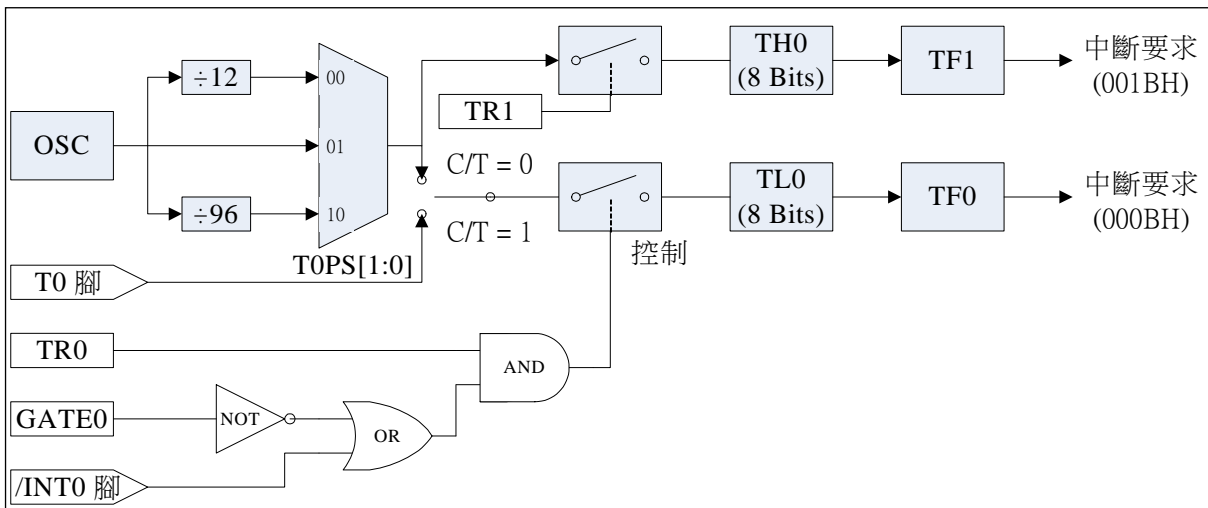 ÷12
00
TH0
(8 Bits)
TF1
中斷要求
(001BH)
TR1
OSC
01
C/T = 0
÷96
10
C/T = 1
TL0
(8 Bits)
TF0
中斷要求
(000BH)
控制
T0PS[1:0]
T0 腳
TR0
AND
GATE0
NOT
OR
/INT0 腳